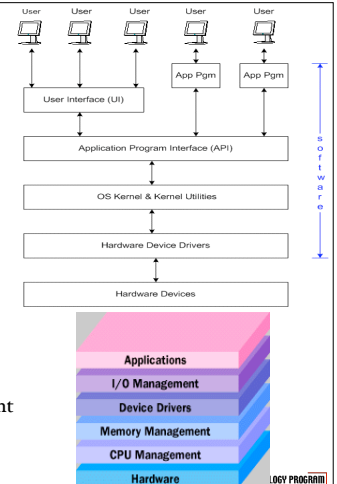 User User User User User
App Pgm App Pgm
User Interface (UI)
Application Program Interface (API)
OS Kernel & Kernel Utilities
Hardware Device Drivers
Hardware Devices
software
Applications
I/O Management
Device Drivers
Memory Management
CPU Management
Hardware
nt
LOGY PROGRAM